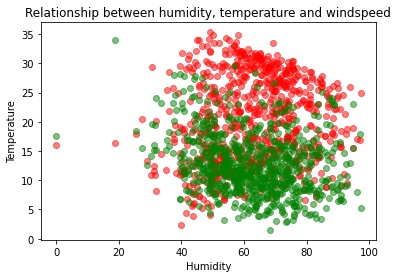 Relationship between humidity, temperature and windspeed
35
30
25
20
15
10
5
0
Temperature
0 20 40 60 80 100
Humidity